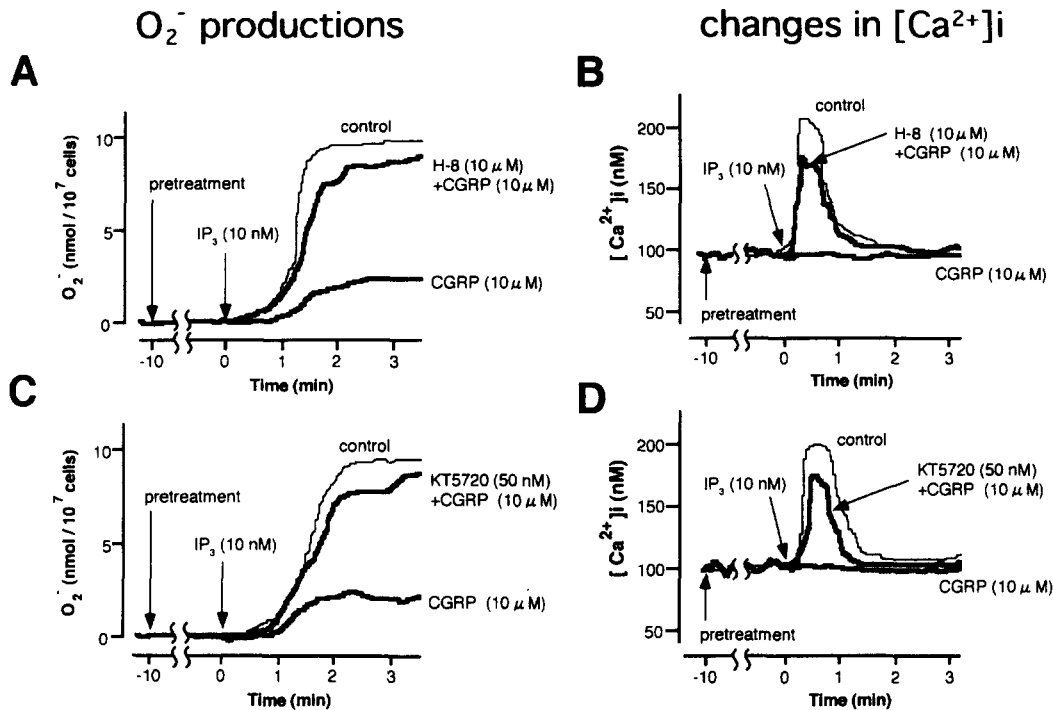 O₂⁻ productions
changes in [Ca²⁺]i
A
O₂⁻ (nmol / 10⁷ cells)
10
5
0
pretreatment
IP₃ (10 nM)
control
H-8 (10 μM)
+CGRP (10 μM)
CGRP (10 μM)
-10
0
1
2
3
Time (min)
B
[Ca²⁺]i (nM)
200
150
100
50
IP₃ (10 nM)
control
H-8 (10 μM)
+CGRP (10 μM)
CGRP (10 μM)
pretreatment
-10
0
1
2
3
Time (min)
C
O₂⁻ (nmol / 10⁷ cells)
10
5
0
pretreatment
IP₃ (10 nM)
control
KT5720 (50 nM)
+CGRP (10 μM)
CGRP (10 μM)
-10
0
1
2
3
Time (min)
D
[Ca²⁺]i (nM)
200
150
100
50
IP₃ (10 nM)
control
KT5720 (50 nM)
+CGRP (10 μM)
CGRP (10 μM)
pretreatment
-10
0
1
2
3
Time (min)